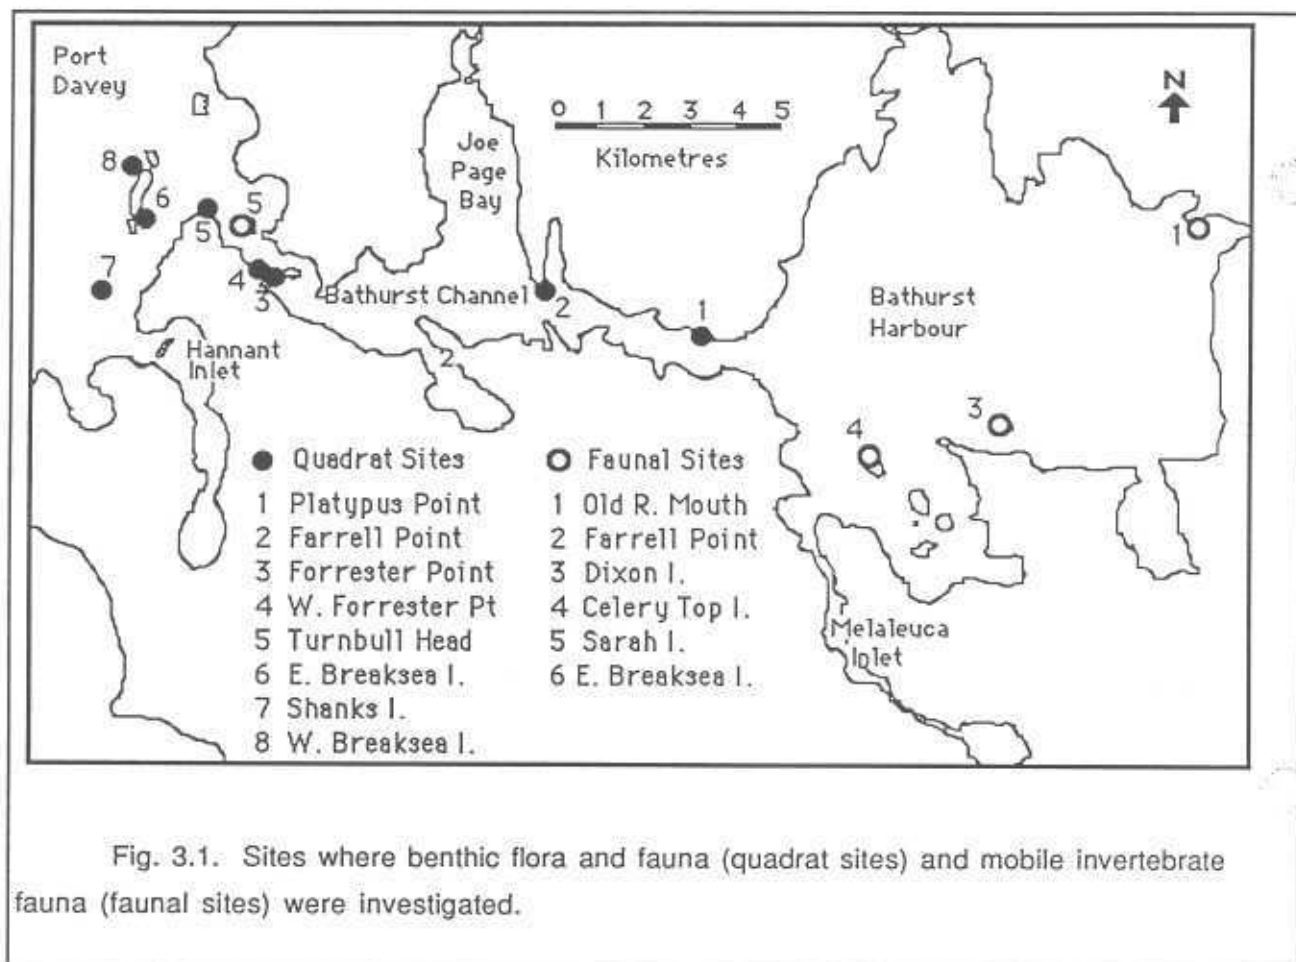 Port
Davey
N
0 1 2 3 4 5
Kilometres
Joe
Page
Bay
8
6
5
5
7
4
3
Bathurst Channel
2
1
1
Bathurst
Harbour
Hannant
Inlet
2
3
4
Melaleuca
Inlet
Quadrat Sites
1 Platypus Point
2 Farrell Point
3 Forrester Point
4 W. Forrester Pt
5 Turnbull Head
6 E. Breaksea I.
7 Shanks I.
8 W. Breaksea I.
Faunal Sites
1 Old R. Mouth
2 Farrell Point
3 Dixon I.
4 Celery Top I.
5 Sarah I.
6 E. Breaksea I.
Fig. 3.1. Sites where benthic flora and fauna (quadrat sites) and mobile invertebrate
fauna (faunal sites) were investigated.